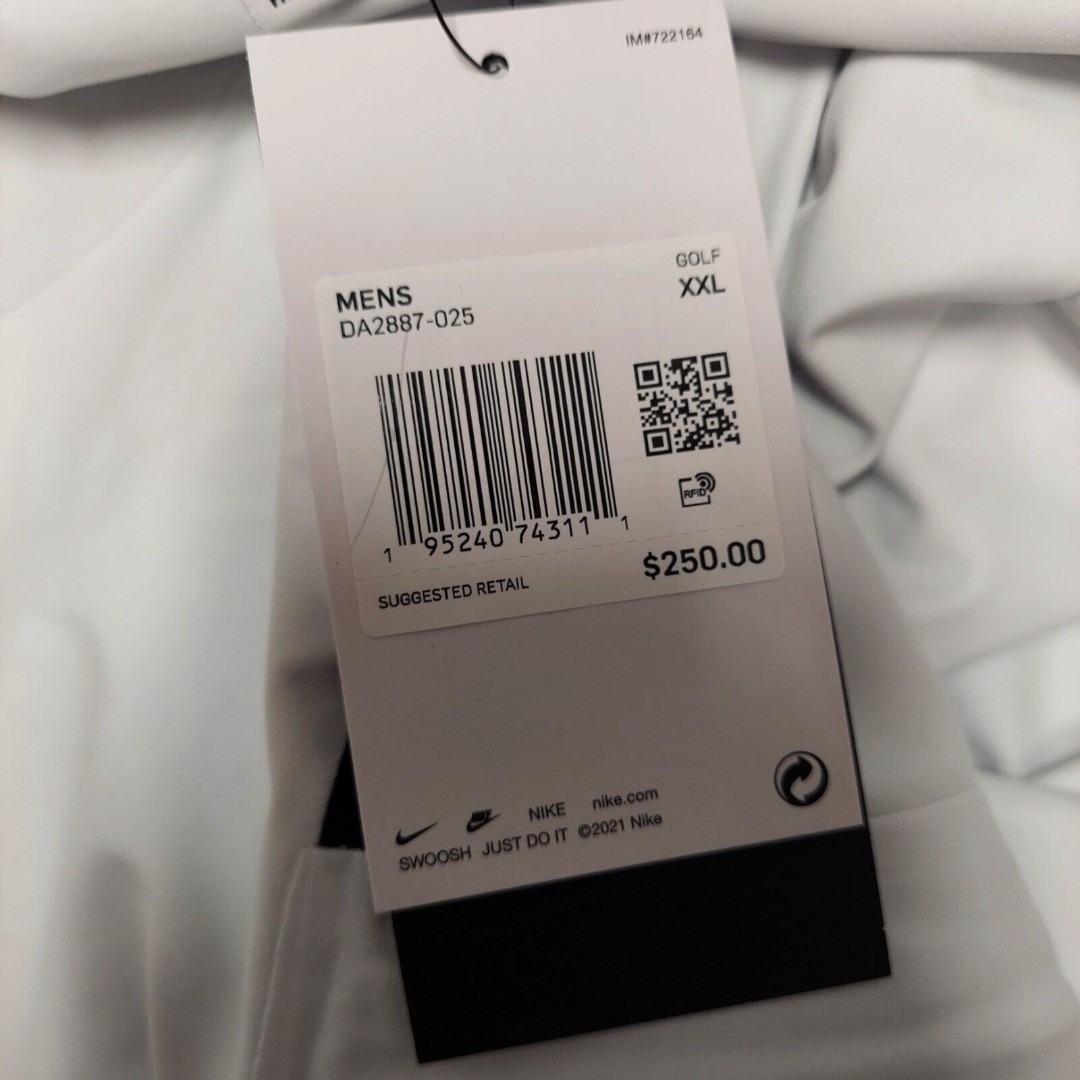 IM#722164
GOLF
MENS XXL
DA2887-025
RFID
1 95240 74311 1
SUGGESTED RETAIL $250.00
NIKE nike.com
SWOOSH JUST DO IT ©2021 Nike